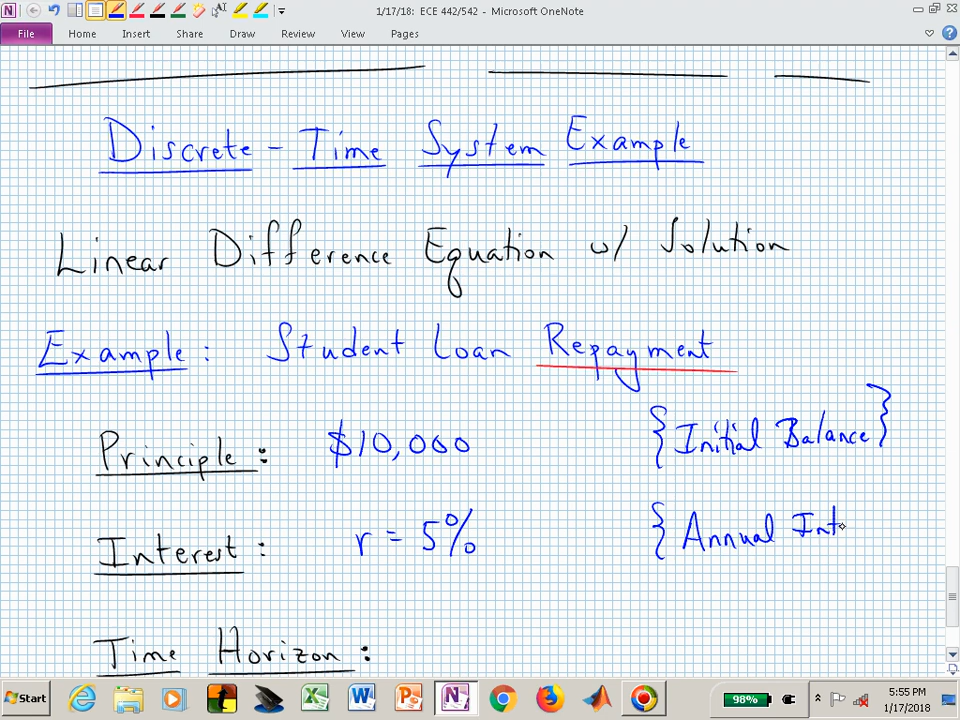 1/17/18: ECE 442/542 - Microsoft OneNote
File Home Insert Share Draw Review View Pages
Discrete - Time System Example
Linear Difference Equation w/ Solution
Example: Student Loan Repayment
Principle: $10,000 { Initial Balance }
Interest: r = 5% { Annual Int
Time Horizon:
Start
98%
5:55 PM
1/17/2018